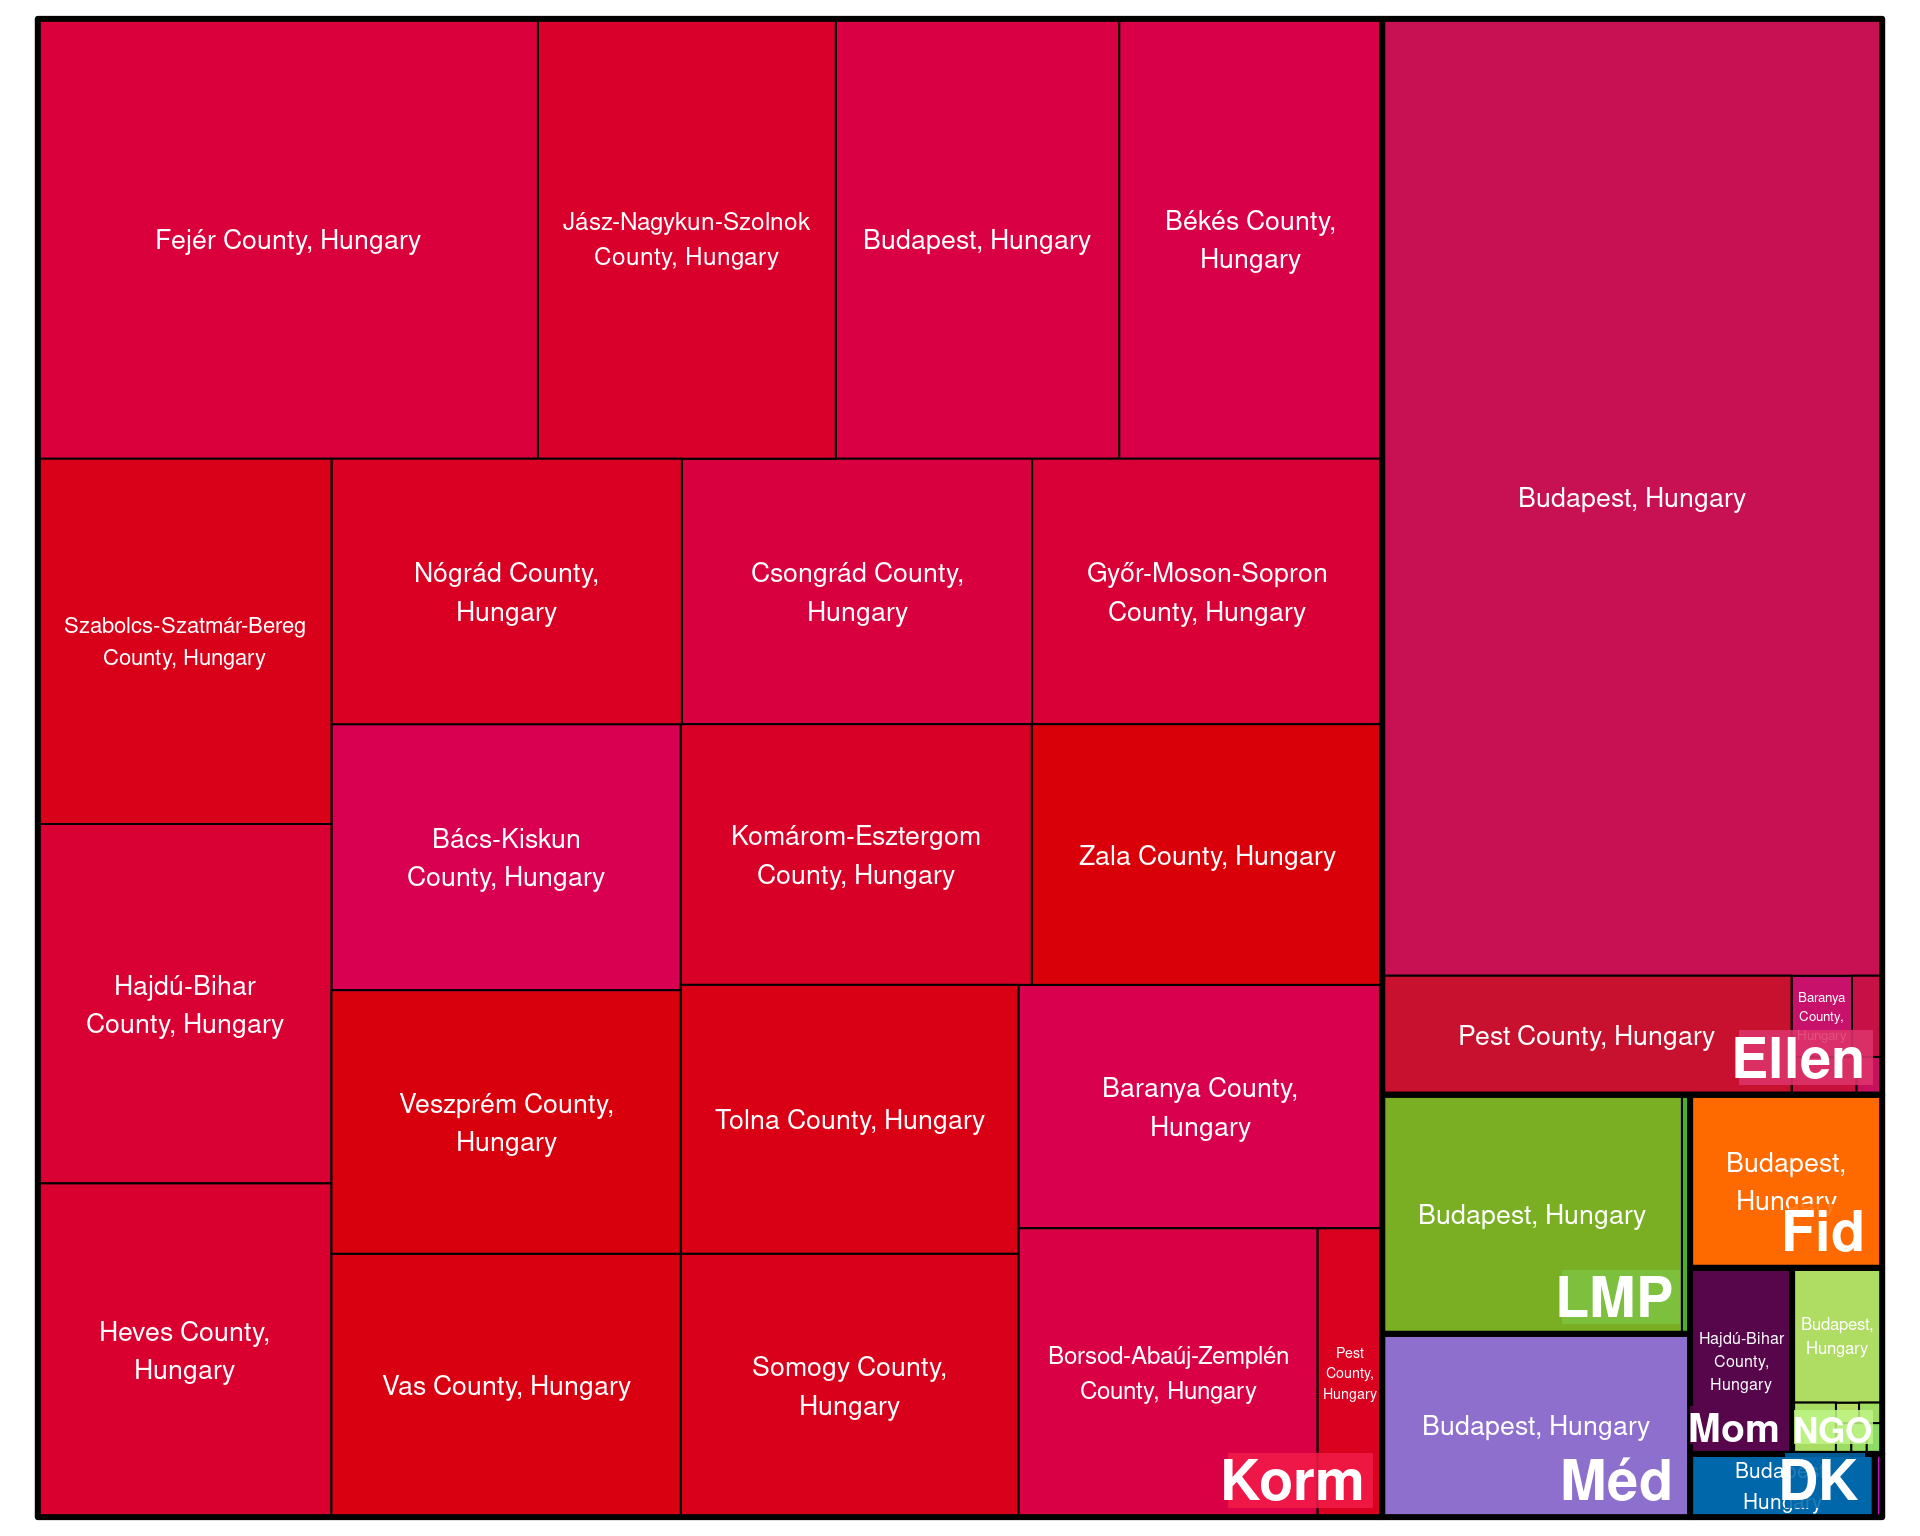 Fejér County, Hungary
Jász-Nagykun-Szolnok
County, Hungary
Budapest, Hungary
Békés County,
Hungary
Szabolcs-Szatmár-Bereg
County, Hungary
Nógrád County,
Hungary
Csongrád County,
Hungary
Győr-Moson-Sopron
County, Hungary
Hajdú-Bihar
County, Hungary
Bács-Kiskun
County, Hungary
Komárom-Esztergom
County, Hungary
Zala County, Hungary
Heves County,
Hungary
Veszprém County,
Hungary
Tolna County, Hungary
Baranya County,
Hungary
Vas County, Hungary
Somogy County,
Hungary
Borsod-Abaúj-Zemplén
County, Hungary
Pest
County,
Hungary
Korm
Budapest, Hungary
Pest County, Hungary
Baranya
County,
Hungary
Ellen
Budapest, Hungary
LMP
Budapest,
Hungary
Fid
Budapest, Hungary
Méd
Hajdú-Bihar
County,
Hungary
Mom
Budapest,
Hungary
NGO
Budapest,
Hungary
DK